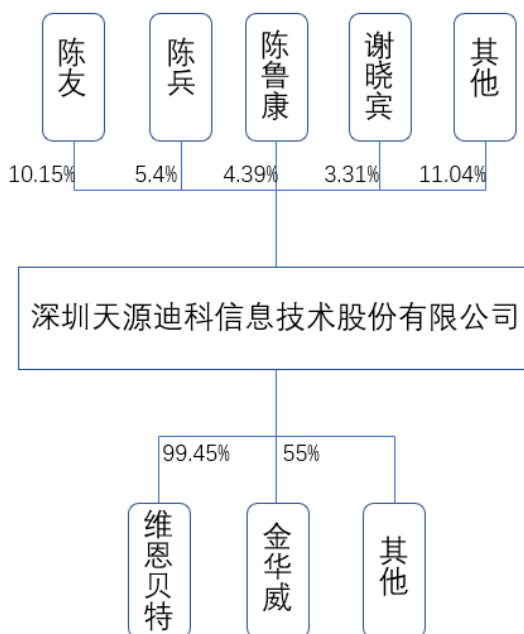 陈友
陈兵
陈鲁康
谢晓宾
其他
10.15%
5.4%
4.39%
3.31%
11.04%
深圳天源迪科信息技术股份有限公司
99.45%
55%
维恩贝特
金华威
其他